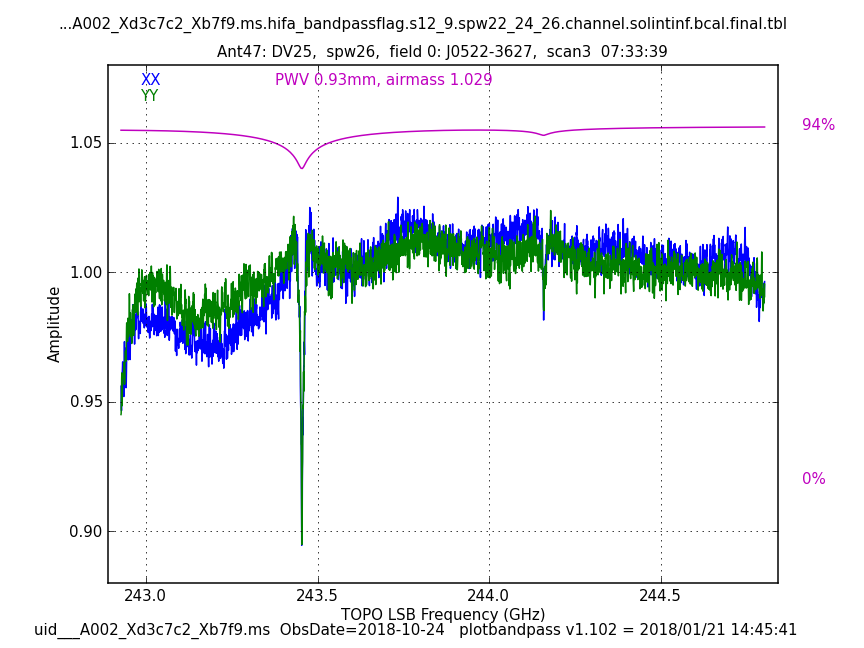 ...A002_Xd3c7c2_Xb7f9.ms.hifa_bandpassflag.s12_9.spw22_24_26.channel.solintinf.bcal.final.tbl
Ant47: DV25,  spw26,  field 0: J0522-3627,  scan3  07:33:39
XX
PWV 0.93mm, airmass 1.029
YY
94%
1.05
1.00
Amplitude
0.95
0%
0.90
243.0 243.5 244.0 244.5
TOPO LSB Frequency (GHz)
uid___A002_Xd3c7c2_Xb7f9.ms  ObsDate=2018-10-24   plotbandpass v1.102 = 2018/01/21 14:45:41